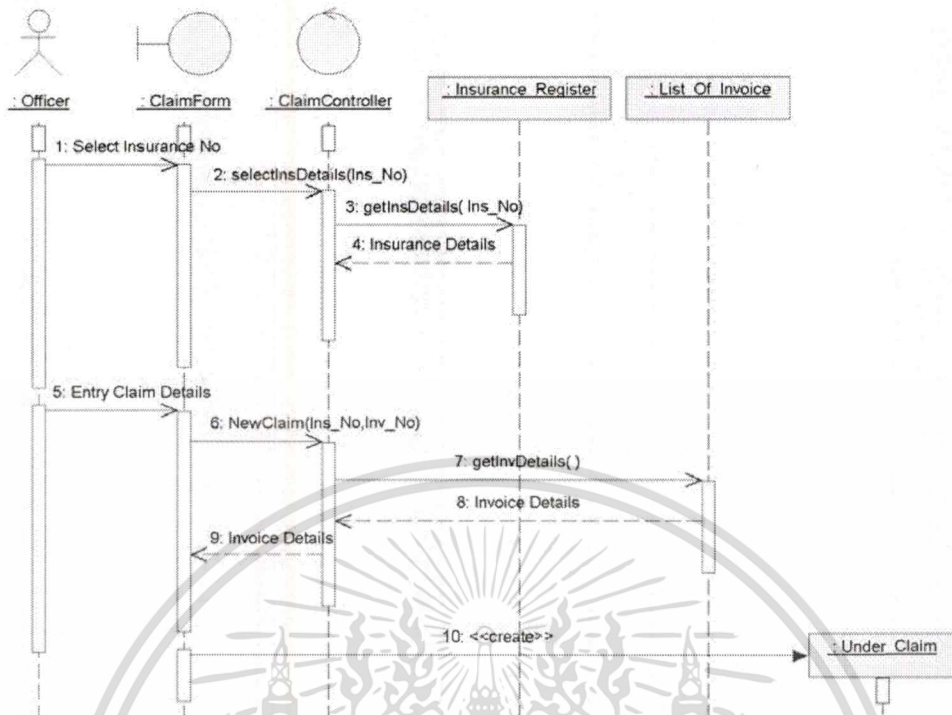 : Officer
: ClaimForm
: ClaimController
: Insurance_Register
: List_Of_Invoice
1: Select Insurance No
2: selectInsDetails(Ins_No)
3: getInsDetails( Ins_No)
4: Insurance Details
5: Entry Claim Details
6: NewClaim(Ins_No,Inv_No)
7: getInvDetails( )
8: Invoice Details
9: Invoice Details
10: <<create>>
: Under_Claim